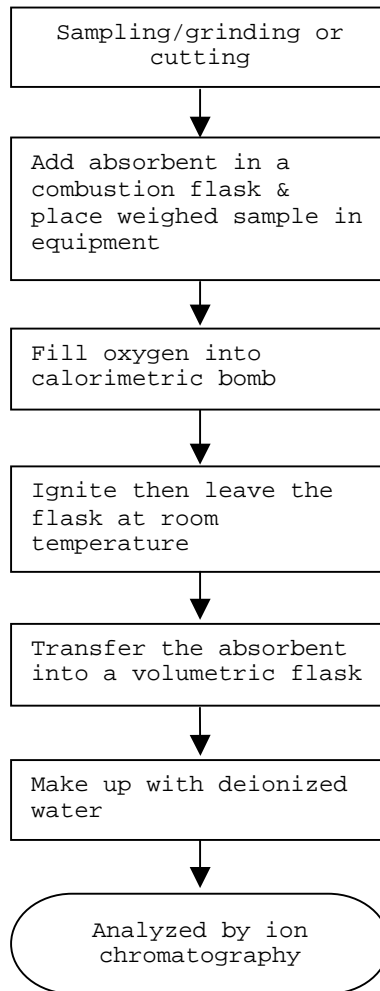 Sampling/grinding or
cutting
Add absorbent in a
combustion flask &
place weighed sample in
equipment
Fill oxygen into
calorimetric bomb
Ignite then leave the
flask at room
temperature
Transfer the absorbent
into a volumetric flask
Make up with deionized
water
Analyzed by ion
chromatography